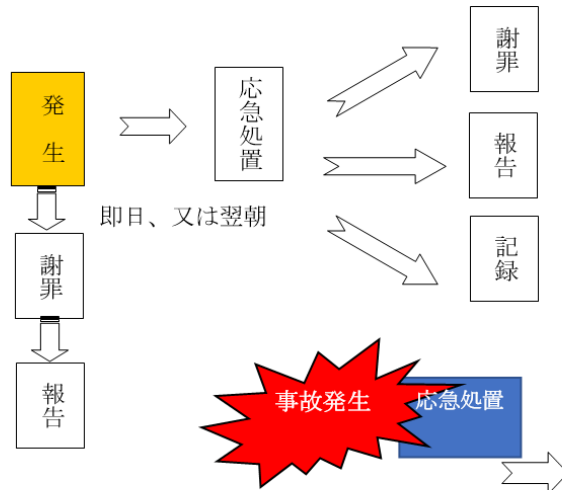 発生
応急処置
謝罪
報告
記録
即日、又は翌朝
謝罪
報告
事故発生
応急処置